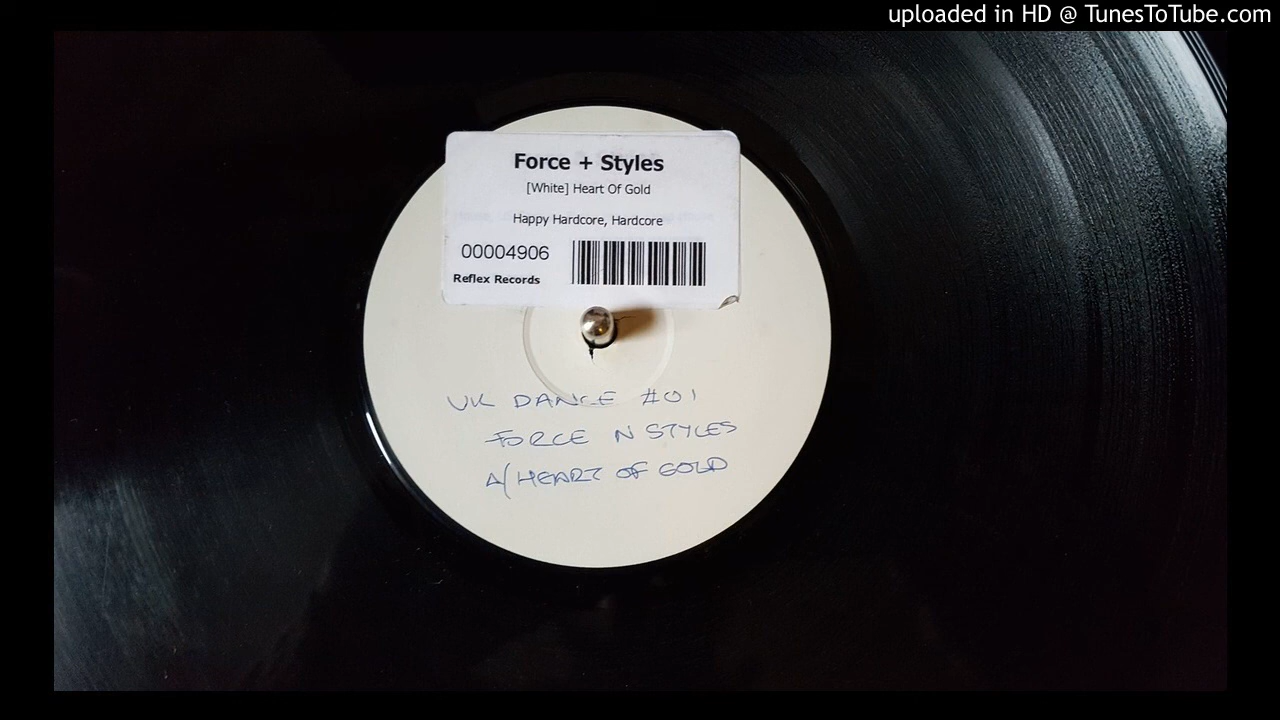 uploaded in HD @ TunesToTube.com
Force + Styles
[White] Heart Of Gold
Happy Hardcore, Hardcore
00004906
Reflex Records
UK DANCE #01
FORCE N STYLES
A/HEART OF GOLD